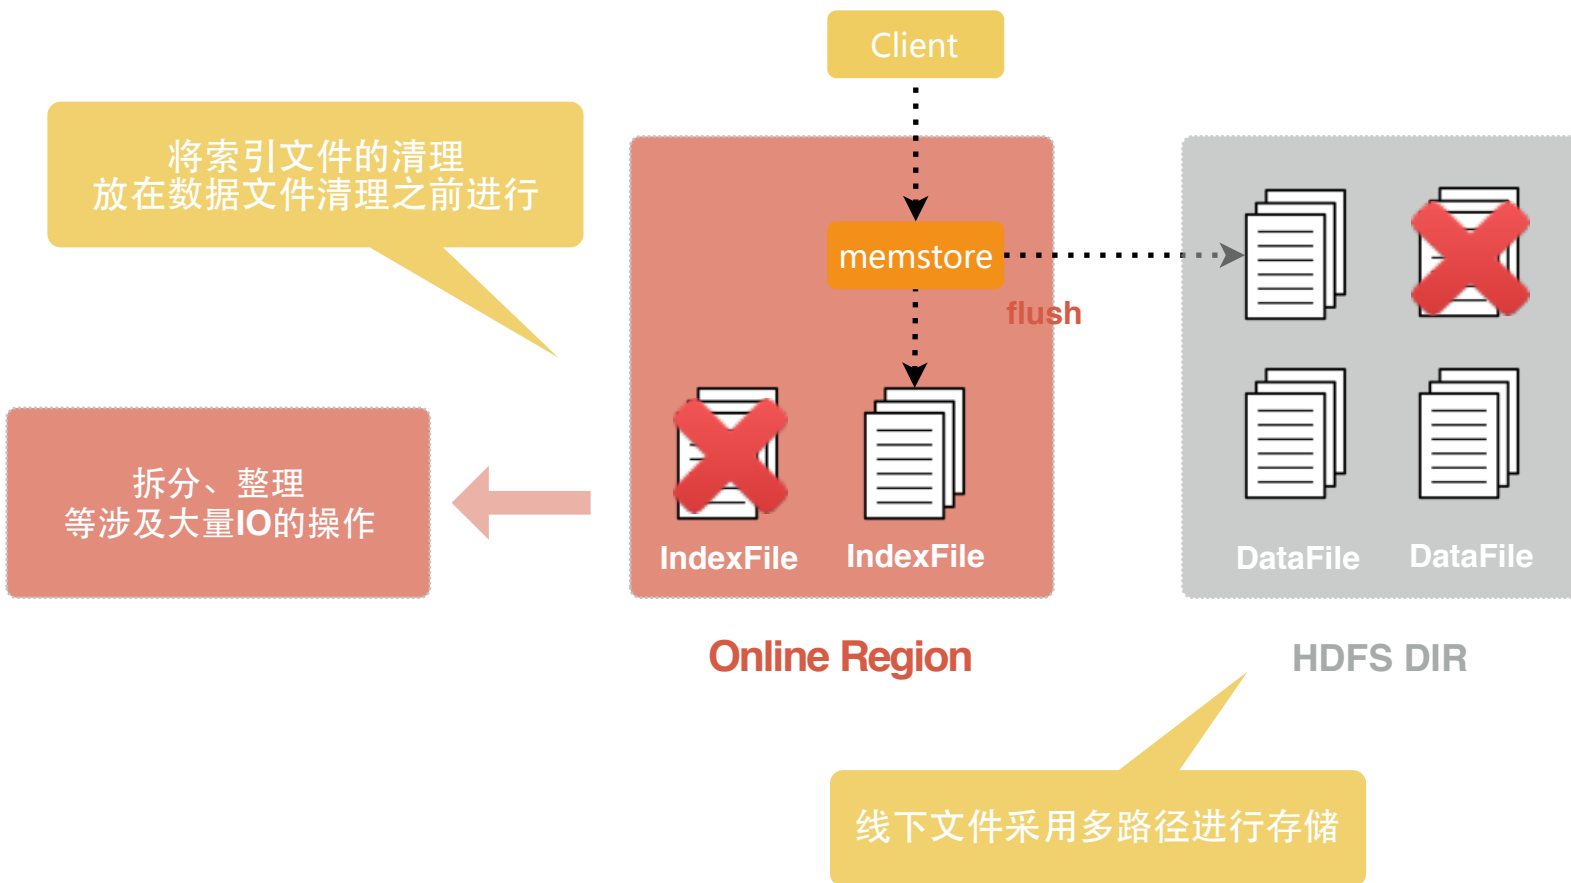 Client
将索引文件的清理
放在数据文件清理之前进行
memstore
flush
拆分、整理
等涉及大量IO的操作
IndexFile
IndexFile
DataFile
DataFile
Online Region
HDFS DIR
线下文件采用多路径进行存储